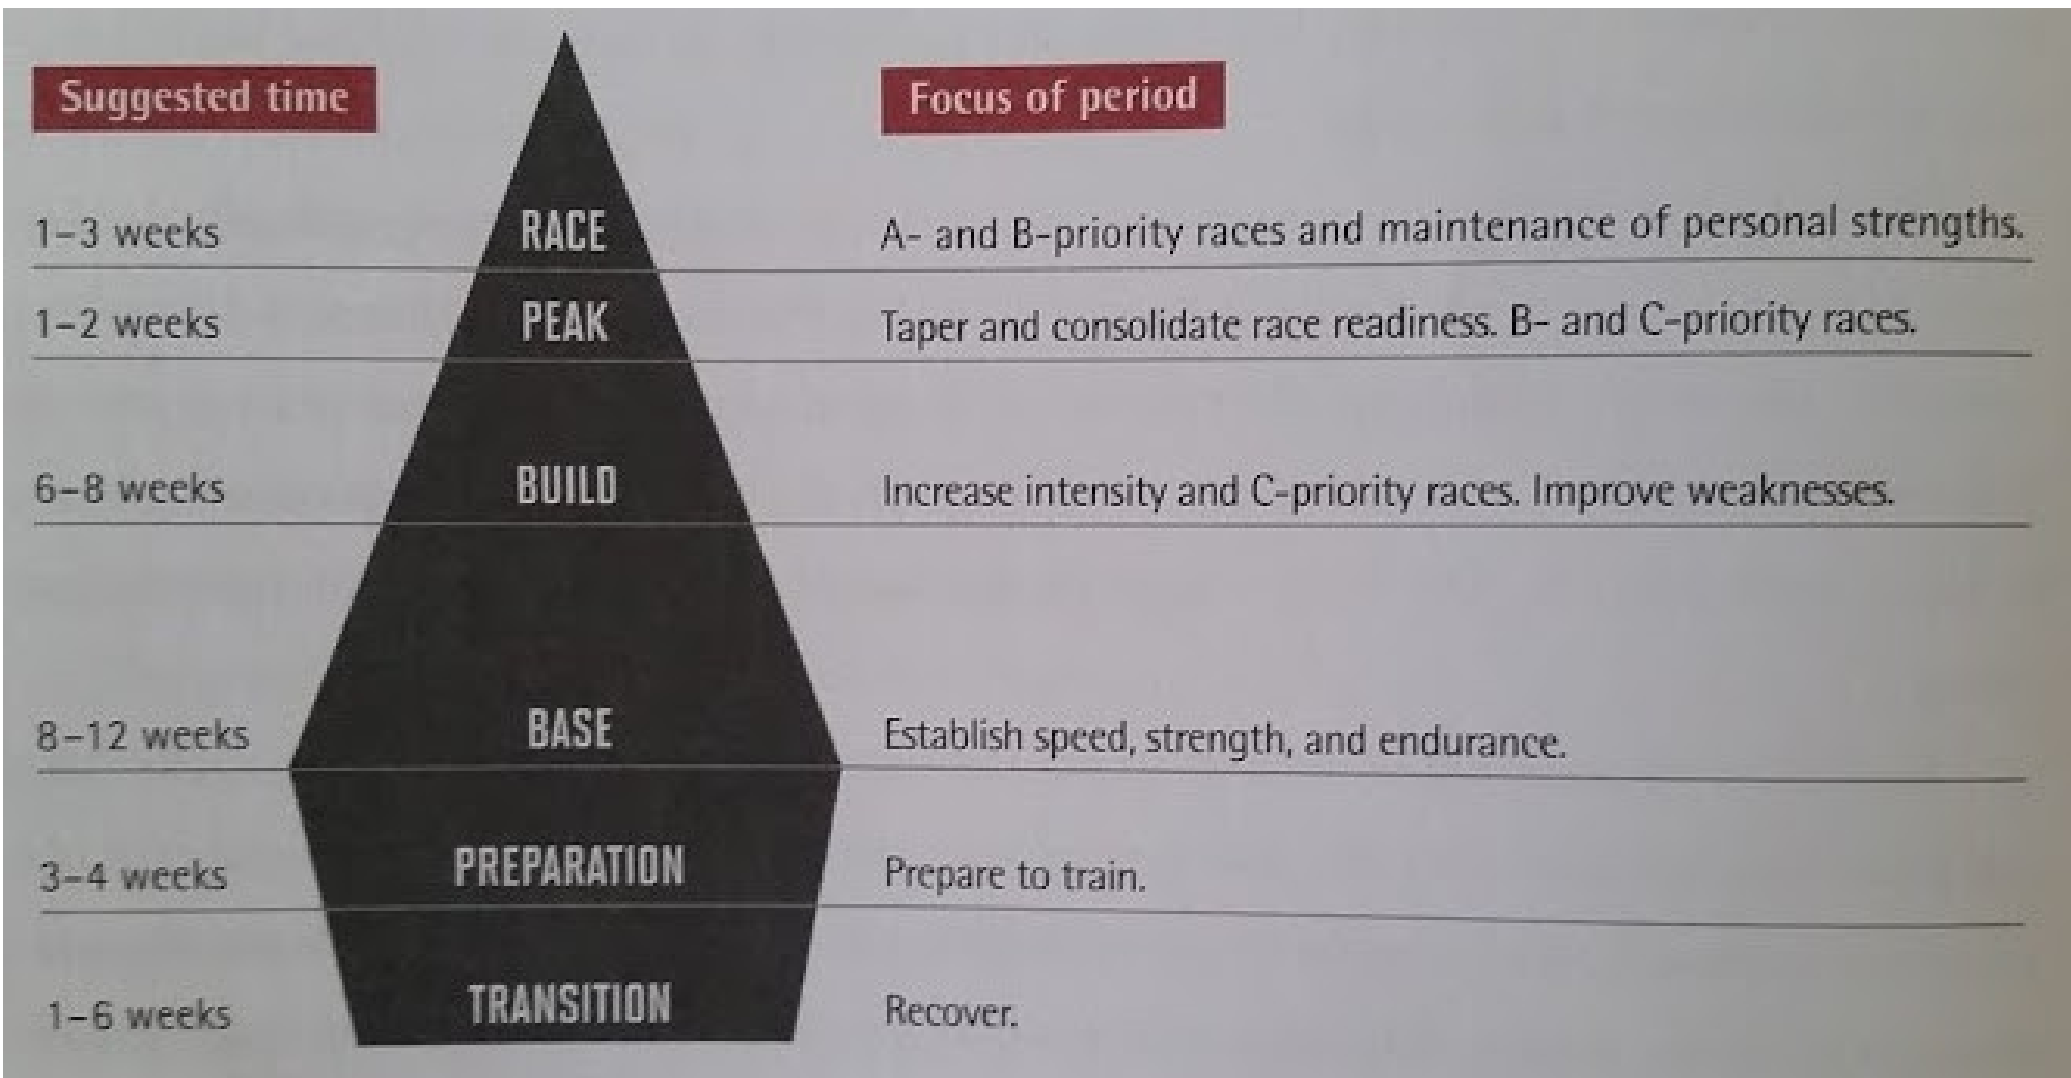 Suggested time
Focus of period
1–3 weeks RACE A- and B-priority races and maintenance of personal strengths.
1–2 weeks PEAK Taper and consolidate race readiness. B- and C-priority races.
6–8 weeks BUILD Increase intensity and C-priority races. Improve weaknesses.
8–12 weeks BASE Establish speed, strength, and endurance.
3–4 weeks PREPARATION Prepare to train.
1–6 weeks TRANSITION Recover.